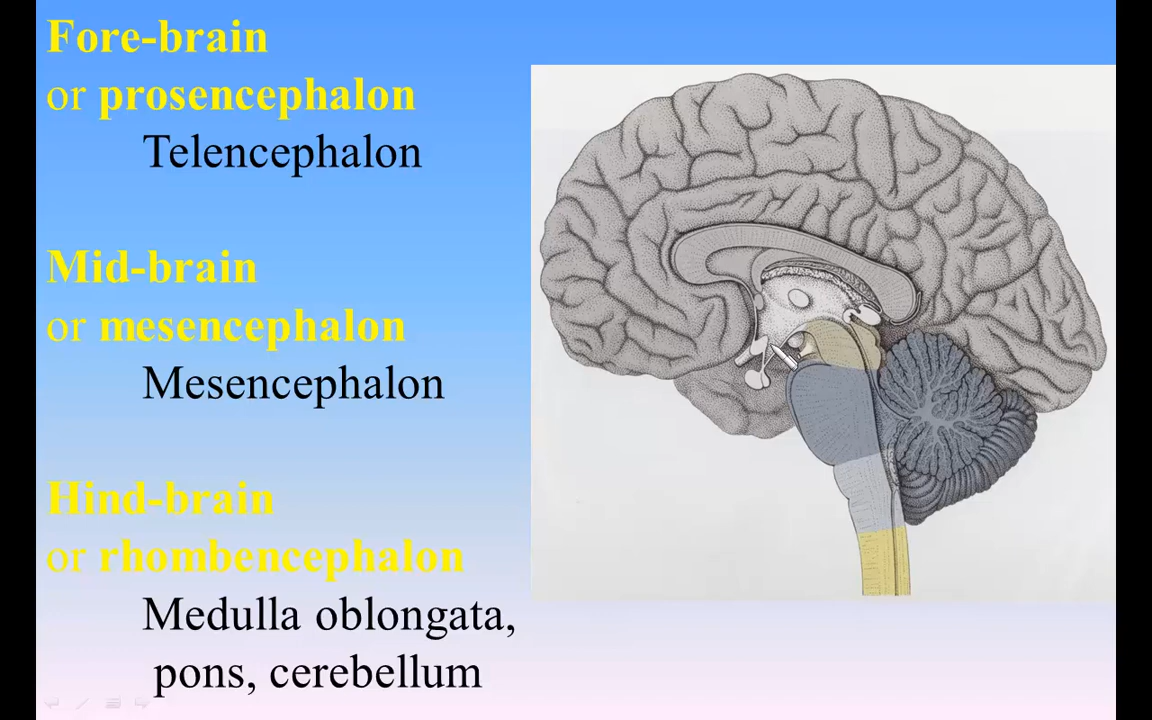 Fore-brain
or prosencephalon
Telencephalon
Mid-brain
or mesencephalon
Mesencephalon
Hind-brain
or rhombencephalon
Medulla oblongata,
pons, cerebellum